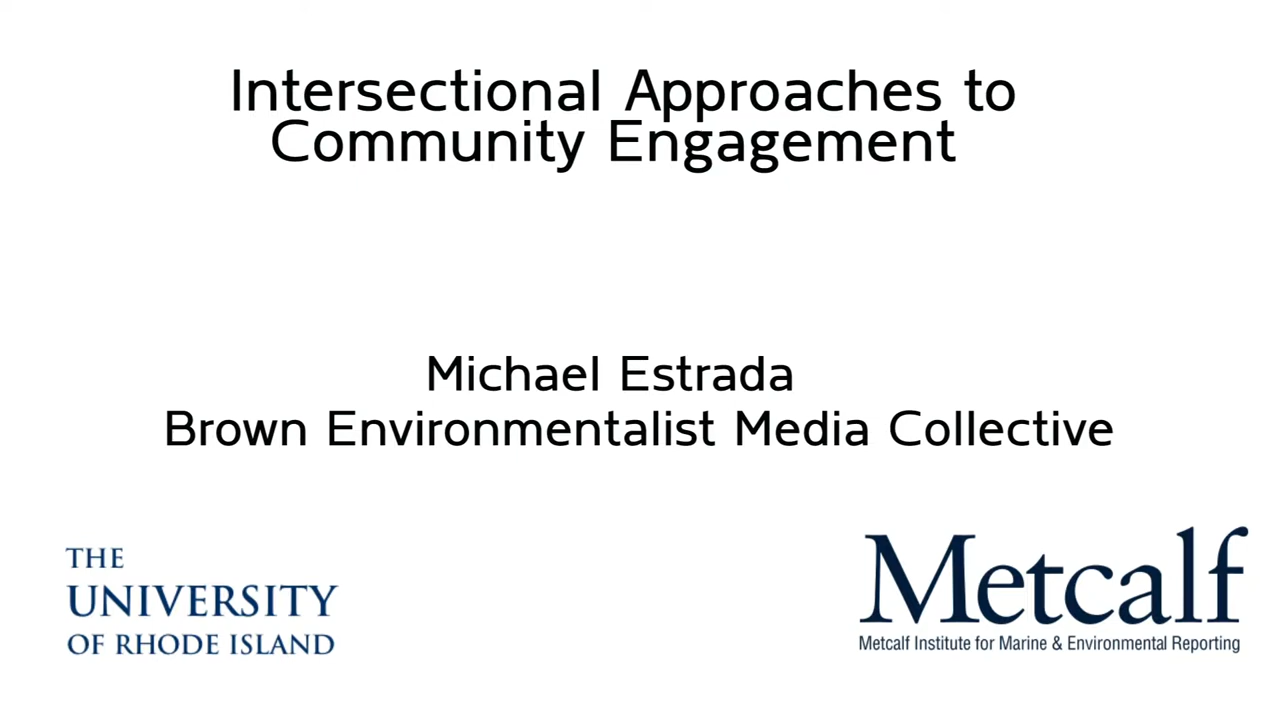 Intersectional Approaches to
Community Engagement
Michael Estrada
Brown Environmentalist Media Collective
THE
UNIVERSITY
OF RHODE ISLAND
Metcalf
Metcalf Institute for Marine & Environmental Reporting